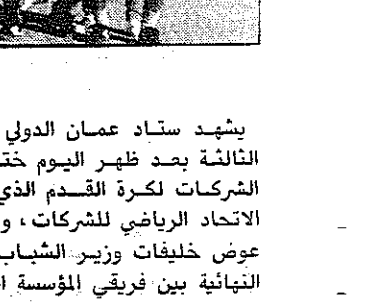 يشهد ستاد عمان الدولي
الثالثة بعد ظهر اليوم
الشركات لكرة القدم الذي
الاتحاد الرياضي للشركات، و
عوض خليفات وزير الشباب
النهائية بين فريقي المؤسسة